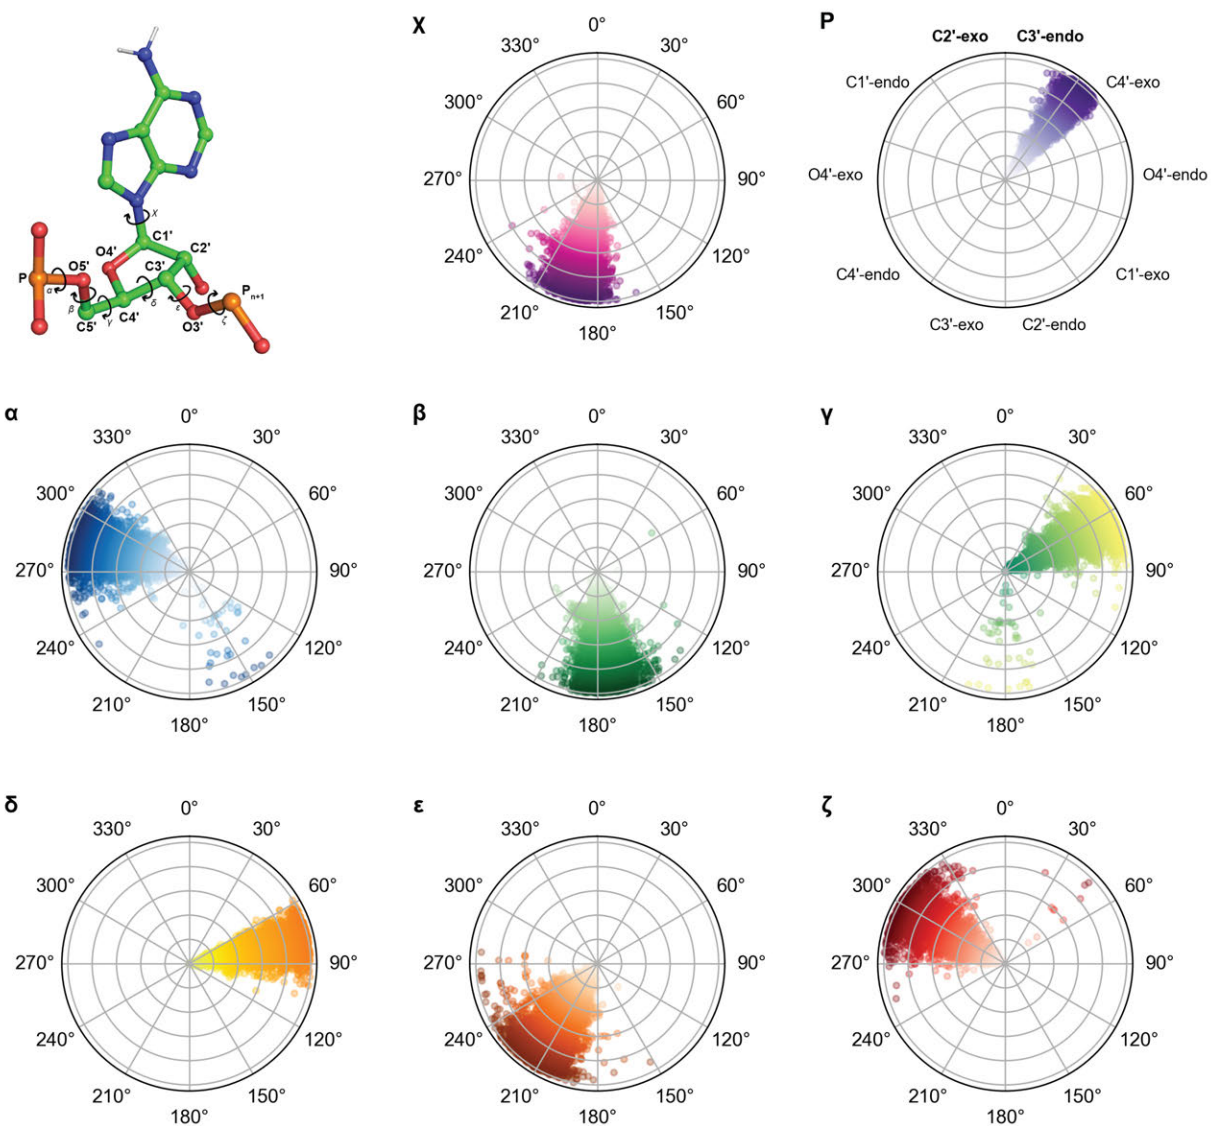 χ
0°
330°
30°
300°
60°
270°
90°
240°
120°
210°
150°
180°
P
C2'-exo
C3'-endo
C1'-endo
C4'-exo
O4'-exo
O4'-endo
C4'-endo
C1'-exo
C3'-exo
C2'-endo
χ
C1'
O4'
C2'
C3'
P
α
O5'
β
C5'
γ
C4'
δ
ε
O3'
ζ
Pn+1
α
0°
330°
30°
300°
60°
270°
90°
240°
120°
210°
150°
180°
β
0°
330°
30°
300°
60°
270°
90°
240°
120°
210°
150°
180°
γ
0°
330°
30°
300°
60°
270°
90°
240°
120°
210°
150°
180°
δ
0°
330°
30°
300°
60°
270°
90°
240°
120°
210°
150°
180°
ε
0°
330°
30°
300°
60°
270°
90°
240°
120°
210°
150°
180°
ζ
0°
330°
30°
300°
60°
270°
90°
240°
120°
210°
150°
180°